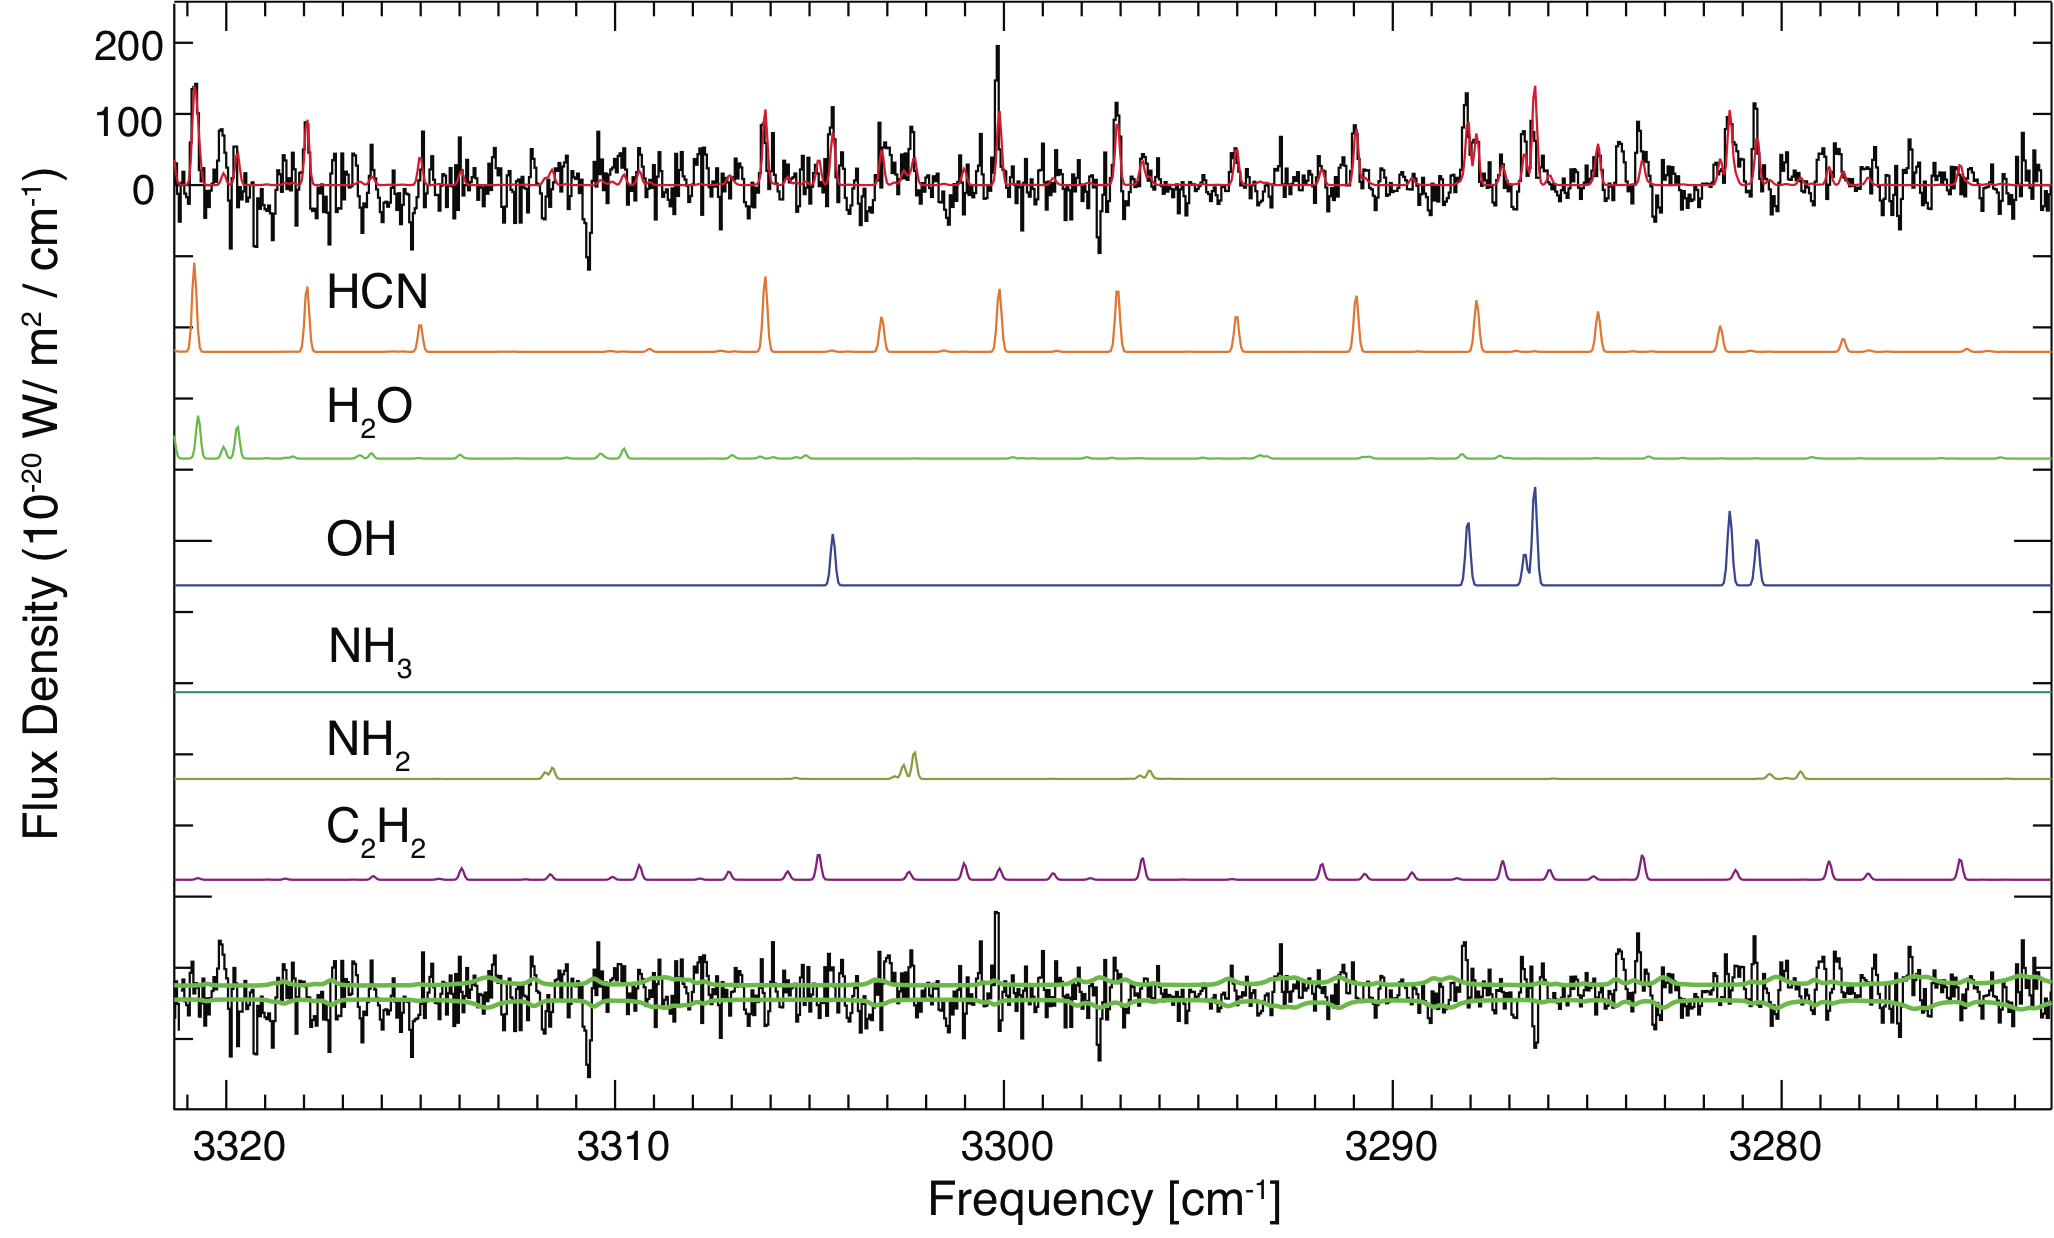 200
100
0
HCN
H₂O
OH
NH₃
NH₂
C₂H₂
Flux Density (10⁻²⁰ W/ m² / cm⁻¹)
3320 3310 3300 3290 3280
Frequency [cm⁻¹]